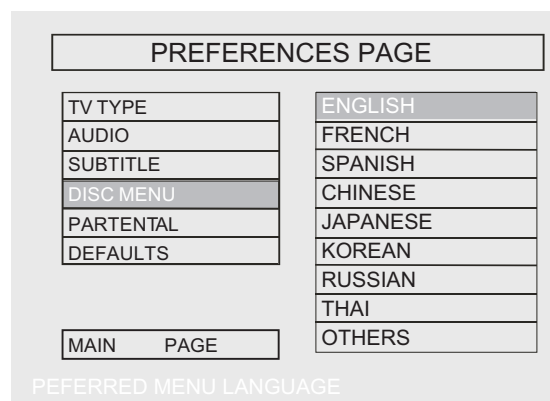 PREFERENCES PAGE
TV TYPE
AUDIO
SUBTITLE
DISC MENU
PARTENTAL
DEFAULTS
MAIN PAGE
ENGLISH
FRENCH
SPANISH
CHINESE
JAPANESE
KOREAN
RUSSIAN
THAI
OTHERS
PEFERRED MENU LANGUAGE